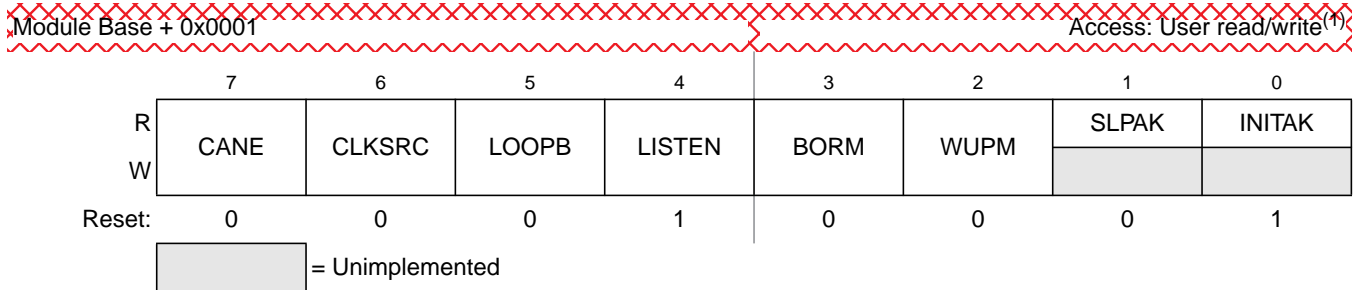 Module Base + 0x0001 Access: User read/write(1)
7 6 5 4 3 2 1 0
R CANE CLKSRC LOOPB LISTEN BORM WUPM SLPAK INITAK
W
Reset: 0 0 0 1 0 0 0 1
= Unimplemented